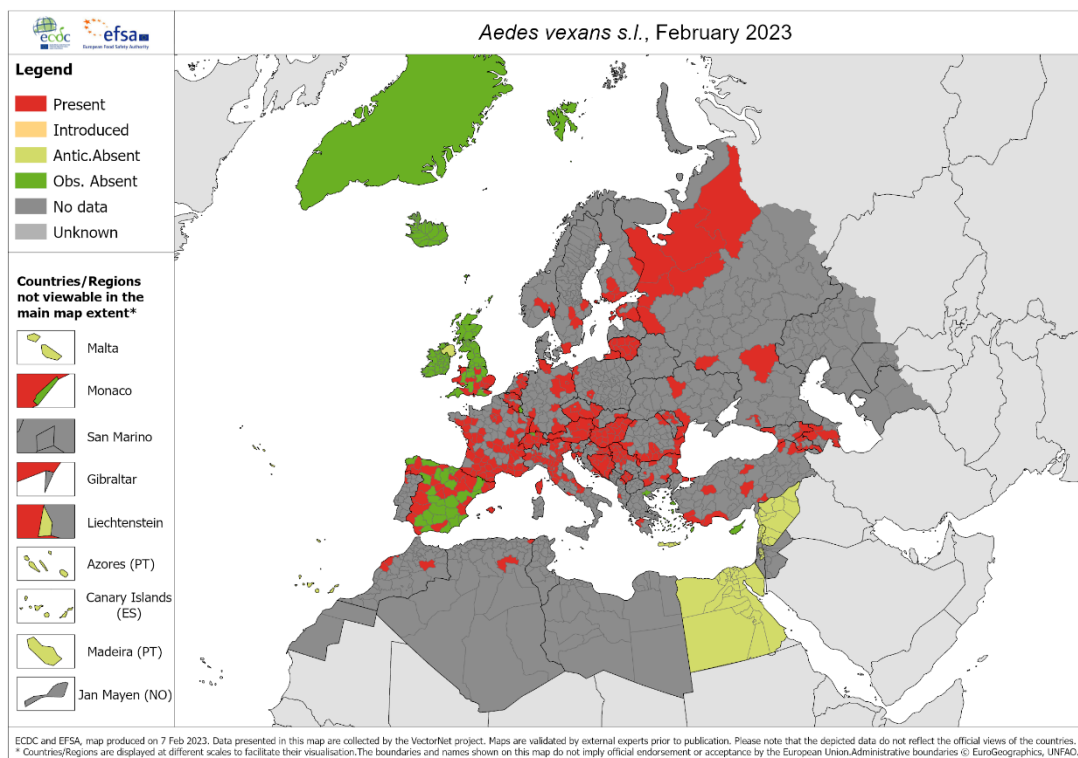 ecdc
efsa
European Food Safety Authority
Aedes vexans s.l., February 2023
Legend
Present
Introduced
Antic.Absent
Obs. Absent
No data
Unknown
Countries/Regions
not viewable in the
main map extent*
Malta
Monaco
San Marino
Gibraltar
Liechtenstein
Azores (PT)
Canary Islands
(ES)
Madeira (PT)
Jan Mayen (NO)
ECDC and EFSA, map produced on 7 Feb 2023. Data presented in this map are collected by the VectorNet project. Maps are validated by external experts prior to publication. Please note that the depicted data do not reflect the official views of the countries.
* Countries/Regions are displayed at different scales to facilitate their visualisation.The boundaries and names shown on this map do not imply official endorsement or acceptance by the European Union.Administrative boundaries © EuroGeographics, UNFAO.